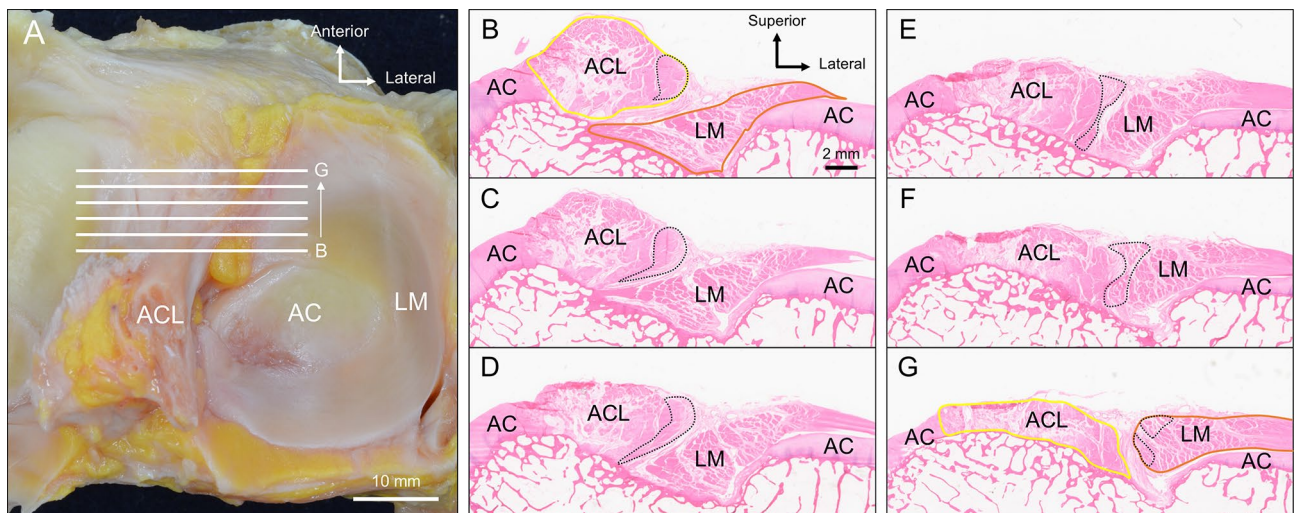 A
Anterior
Lateral
G
B
ACL
AC
LM
10 mm
B
Superior
Lateral
ACL
AC
LM
AC
2 mm
C
ACL
AC
LM
AC
D
ACL
AC
LM
AC
E
ACL
AC
LM
AC
F
ACL
AC
LM
AC
G
AC
ACL
LM
AC